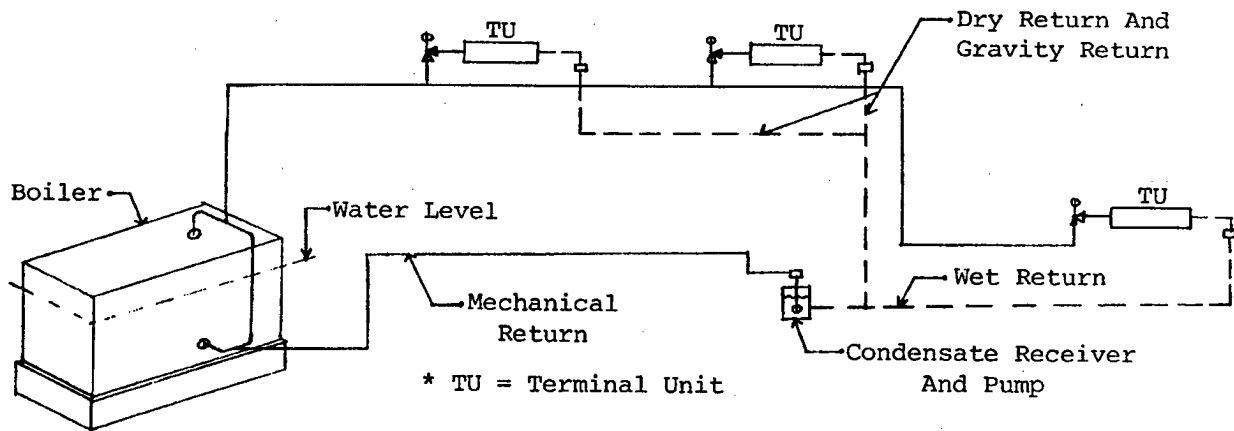 TU
TU
Dry Return And
Gravity Return
Boiler
Water Level
TU
Wet Return
Mechanical
Return
Condensate Receiver
And Pump
* TU = Terminal Unit